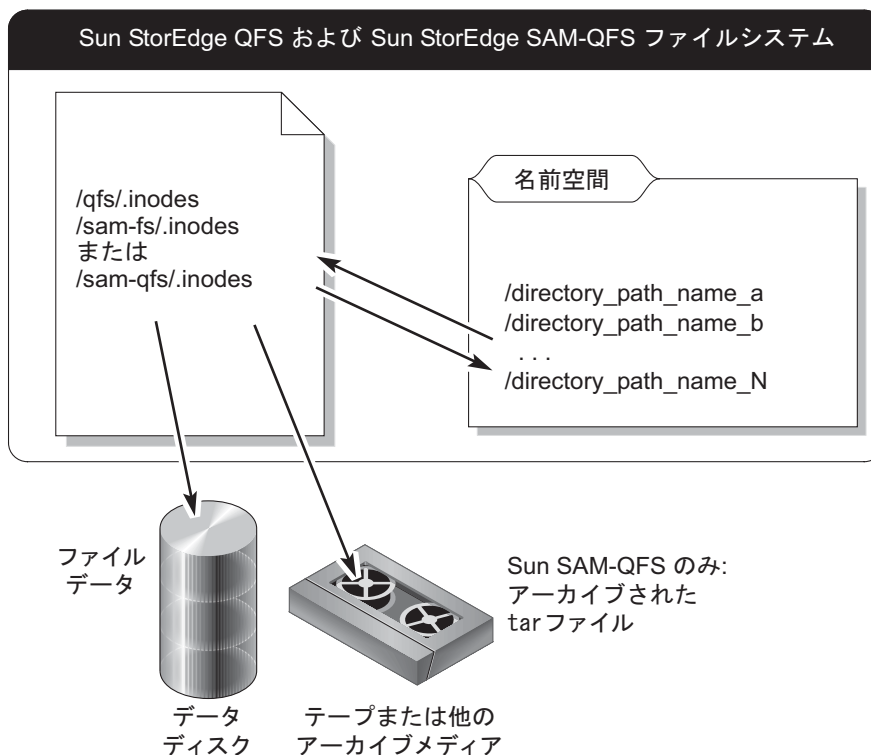 Sun StorEdge QFS および Sun StorEdge SAM-QFS ファイルシステム
/qfs/.inodes
/sam-fs/.inodes
または
/sam-qfs/.inodes
名前空間
/directory_path_name_a
/directory_path_name_b
. . .
/directory_path_name_N
ファイル
データ
データ
ディスク
テープまたは他の
アーカイブメディア
Sun SAM-QFS のみ:
アーカイブされた
tarファイル